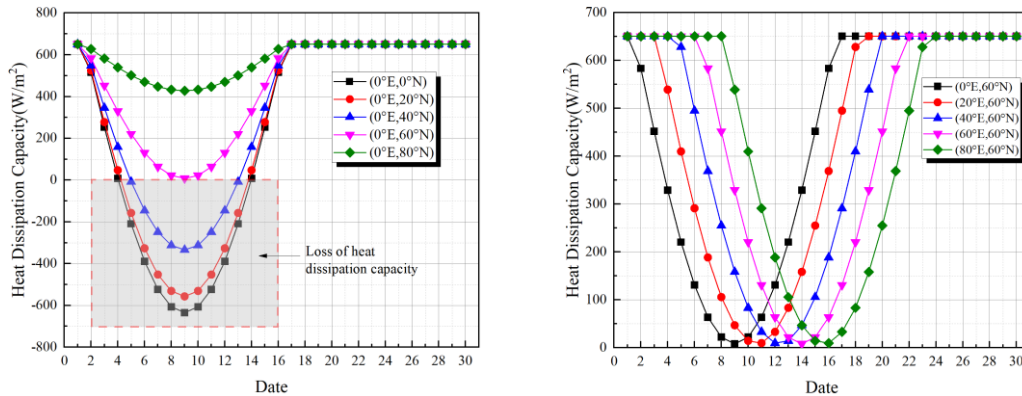 800
600
400
200
0
-200
-400
-600
-800
Heat Dissipation Capacity(W/m²)
(0°E,0°N)
(0°E,20°N)
(0°E,40°N)
(0°E,60°N)
(0°E,80°N)
Loss of heat
dissipation capacity
0 2 4 6 8 10 12 14 16 18 20 22 24 26 28 30
Date
700
600
500
400
300
200
100
0
Heat Dissipation Capacity(W/m²)
(0°E,60°N)
(20°E,60°N)
(40°E,60°N)
(60°E,60°N)
(80°E,60°N)
0 2 4 6 8 10 12 14 16 18 20 22 24 26 28 30
Date